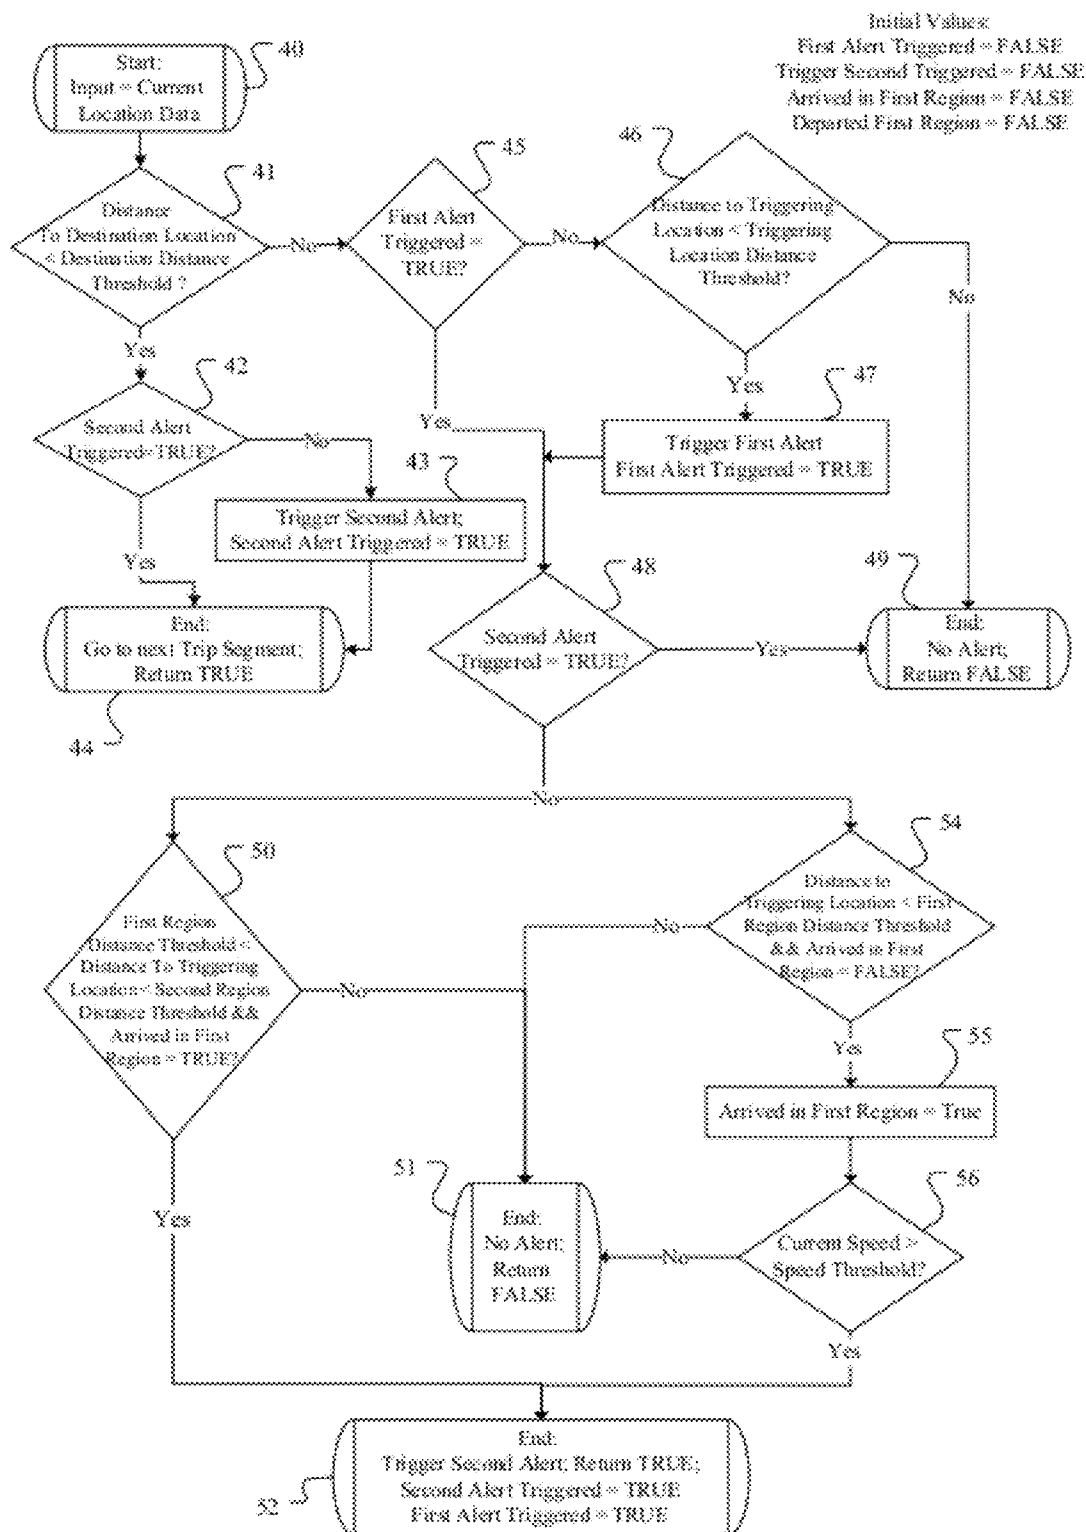 Initial Values:
First Alert Triggered = FALSE
Trigger Second Triggered = FALSE
Arrived in First Region = FALSE
Departed First Region = FALSE
40
Start:
Input = Current
Location Data
41
Distance
To Destination Location
< Destination Distance
Threshold ?
No
45
First Alert
Triggered =
TRUE?
No
46
Distance to Triggering
Location < Triggering
Location Distance
Threshold?
No
Yes
42
Second Alert
Triggered=TRUE?
No
Yes
Yes
47
Trigger First Alert
First Alert Triggered = TRUE
43
Trigger Second Alert;
Second Alert Triggered = TRUE
Yes
End:
Go to next Trip Segment;
Return TRUE
44
48
Second Alert
Triggered = TRUE?
Yes
49
End:
No Alert;
Return FALSE
No
50
First Region
Distance Threshold <
Distance To Triggering
Location < Second Region
Distance Threshold &&
Arrived in First
Region = TRUE?
No
54
Distance to
Triggering Location < First
Region Distance Threshold
&& Arrived in First
Region = FALSE?
No
Yes
55
Arrived in First Region = True
51
End:
No Alert;
Return
FALSE
56
Current Speed >
Speed Threshold?
No
Yes
Yes
52
End:
Trigger Second Alert; Return TRUE;
Second Alert Triggered = TRUE
First Alert Triggered = TRUE